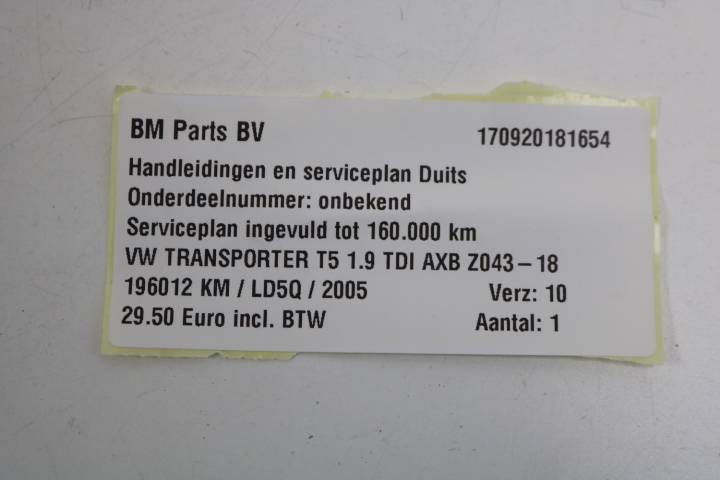 BM Parts BV 170920181654
Handleidingen en serviceplan Duits
Onderdeelnummer: onbekend
Serviceplan ingevuld tot 160.000 km
VW TRANSPORTER T5 1.9 TDI AXB Z043-18
196012 KM / LD5Q / 2005 Verz: 10
29.50 Euro incl. BTW Aantal: 1